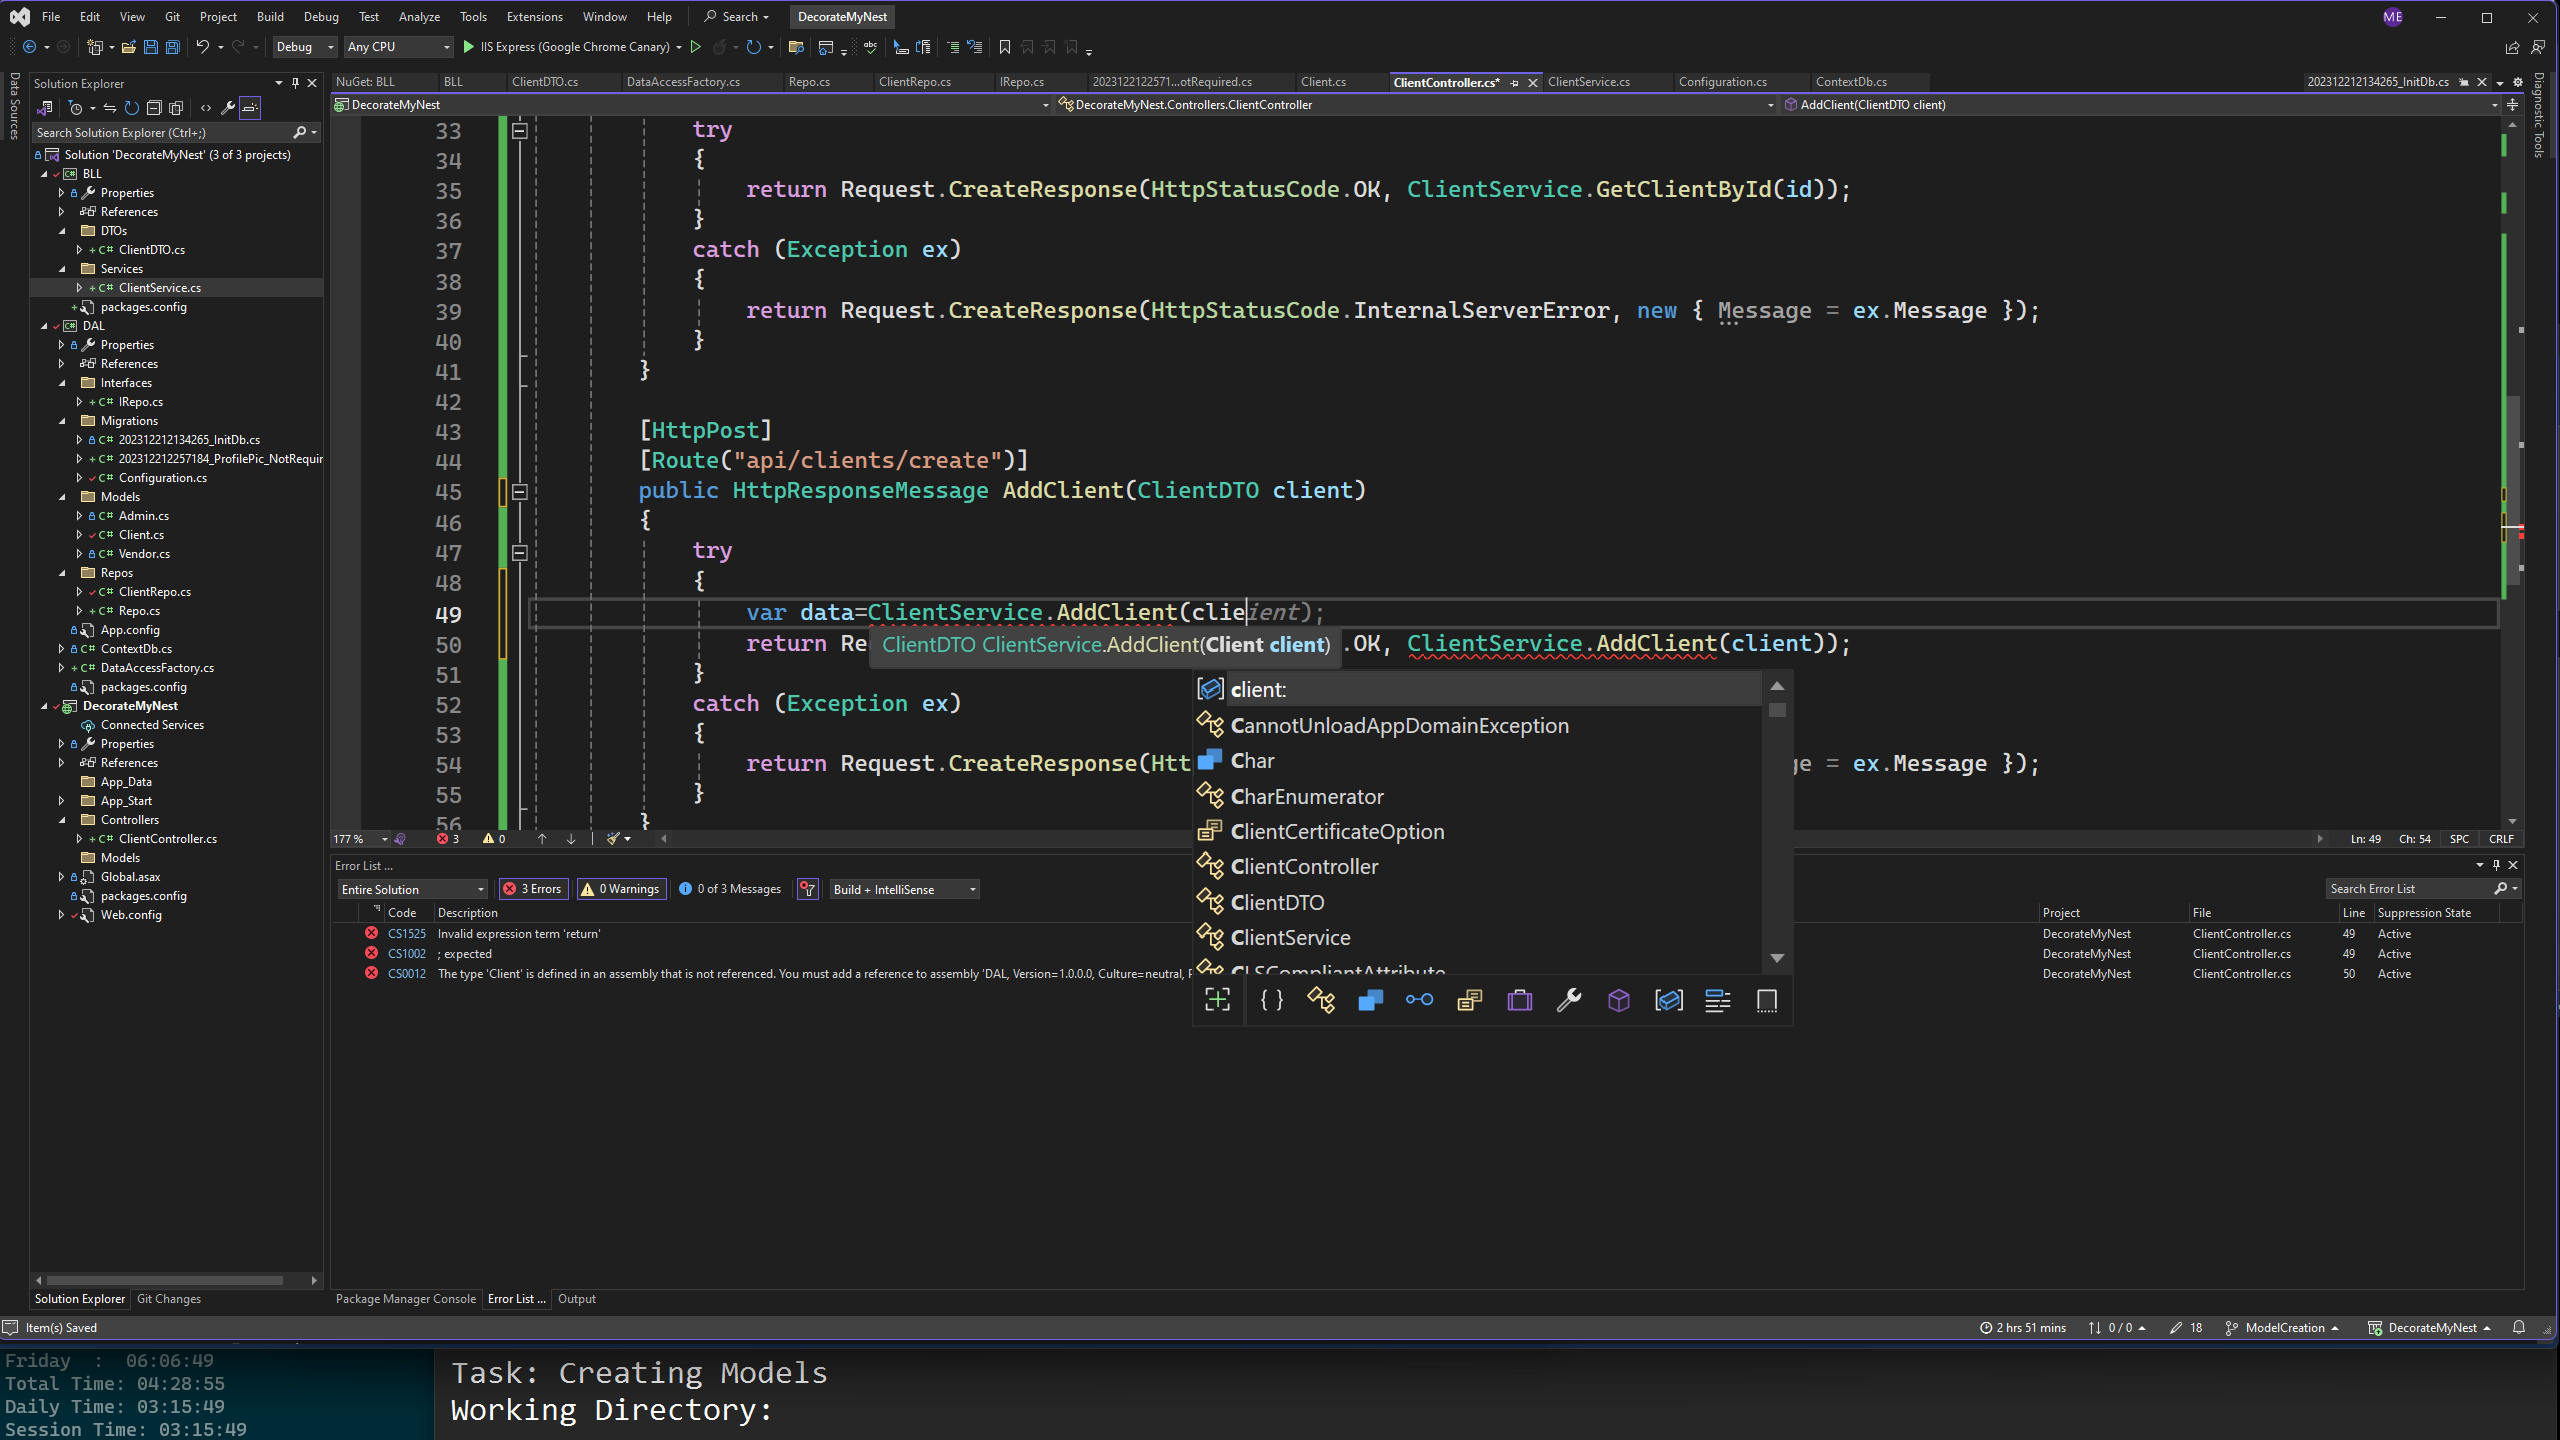 File Edit View Git Project Build Debug Test Analyze Tools Extensions Window Help Search DecorateMyNest ME
Debug Any CPU IIS Express (Google Chrome Canary)
Data Sources
Solution Explorer
Search Solution Explorer (Ctrl+;)
Solution 'DecorateMyNest' (3 of 3 projects)
BLL
Properties
References
DTOs
ClientDTO.cs
Services
ClientService.cs
packages.config
DAL
Properties
References
Interfaces
IRepo.cs
Migrations
202312212134265_InitDb.cs
202312212257184_ProfilePic_NotRequir
Configuration.cs
Models
Admin.cs
Client.cs
Vendor.cs
Repos
ClientRepo.cs
Repo.cs
App.config
ContextDb.cs
DataAccessFactory.cs
packages.config
DecorateMyNest
Connected Services
Properties
References
App_Data
App_Start
Controllers
ClientController.cs
Models
Global.asax
packages.config
Web.config
Solution Explorer Git Changes
NuGet: BLL BLL ClientDTO.cs DataAccessFactory.cs Repo.cs ClientRepo.cs IRepo.cs 2023122122571...otRequired.cs Client.cs ClientController.cs* ClientService.cs Configuration.cs ContextDb.cs 202312212134265_InitDb.cs
DecorateMyNest DecorateMyNest.Controllers.ClientController AddClient(ClientDTO client)
Diagnostic Tools
33 try
34 {
35 return Request.CreateResponse(HttpStatusCode.OK, ClientService.GetClientById(id));
36 }
37 catch (Exception ex)
38 {
39 return Request.CreateResponse(HttpStatusCode.InternalServerError, new { Message = ex.Message });
40 }
41 }
42
43 [HttpPost]
44 [Route("api/clients/create")]
45 public HttpResponseMessage AddClient(ClientDTO client)
46 {
47 try
48 {
49 var data=ClientService.AddClient(clieient);
50 return Re .OK, ClientService.AddClient(client));
ClientDTO ClientService.AddClient(Client client)
51 }
52 catch (Exception ex)
53 {
54 return Request.CreateResponse(Htt ge = ex.Message });
55 }
56 }
client:
CannotUnloadAppDomainException
Char
CharEnumerator
ClientCertificateOption
ClientController
ClientDTO
ClientService
CLSCompliantAttribute
177 % 3 0 Ln: 49 Ch: 54 SPC CRLF
Error List ...
Entire Solution 3 Errors 0 Warnings 0 of 3 Messages Build + IntelliSense Search Error List
Code Description Project File Line Suppression State
CS1525 Invalid expression term 'return' DecorateMyNest ClientController.cs 49 Active
CS1002 ; expected DecorateMyNest ClientController.cs 49 Active
CS0012 The type 'Client' is defined in an assembly that is not referenced. You must add a reference to assembly 'DAL, Version=1.0.0.0, Culture=neutral, P DecorateMyNest ClientController.cs 50 Active
Package Manager Console Error List ... Output
Item(s) Saved 2 hrs 51 mins 0 / 0 18 ModelCreation DecorateMyNest
Friday : 06:06:49
Total Time: 04:28:55
Daily Time: 03:15:49
Session Time: 03:15:49
Task: Creating Models
Working Directory: